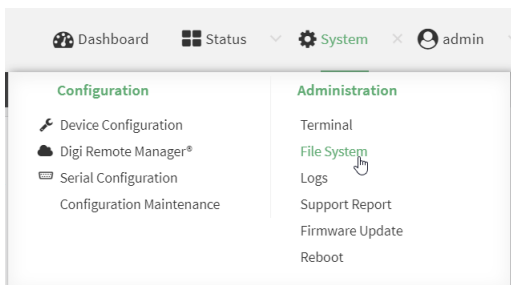 Dashboard Status System admin
Configuration
Device Configuration
Digi Remote Manager®
Serial Configuration
Configuration Maintenance
Administration
Terminal
File System
Logs
Support Report
Firmware Update
Reboot